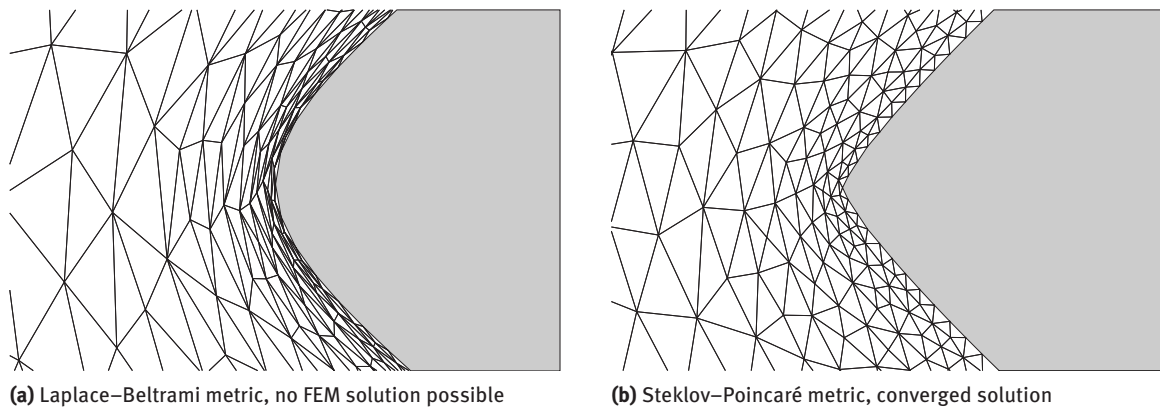 (a) Laplace–Beltrami metric, no FEM solution possible
(b) Steklov–Poincaré metric, converged solution